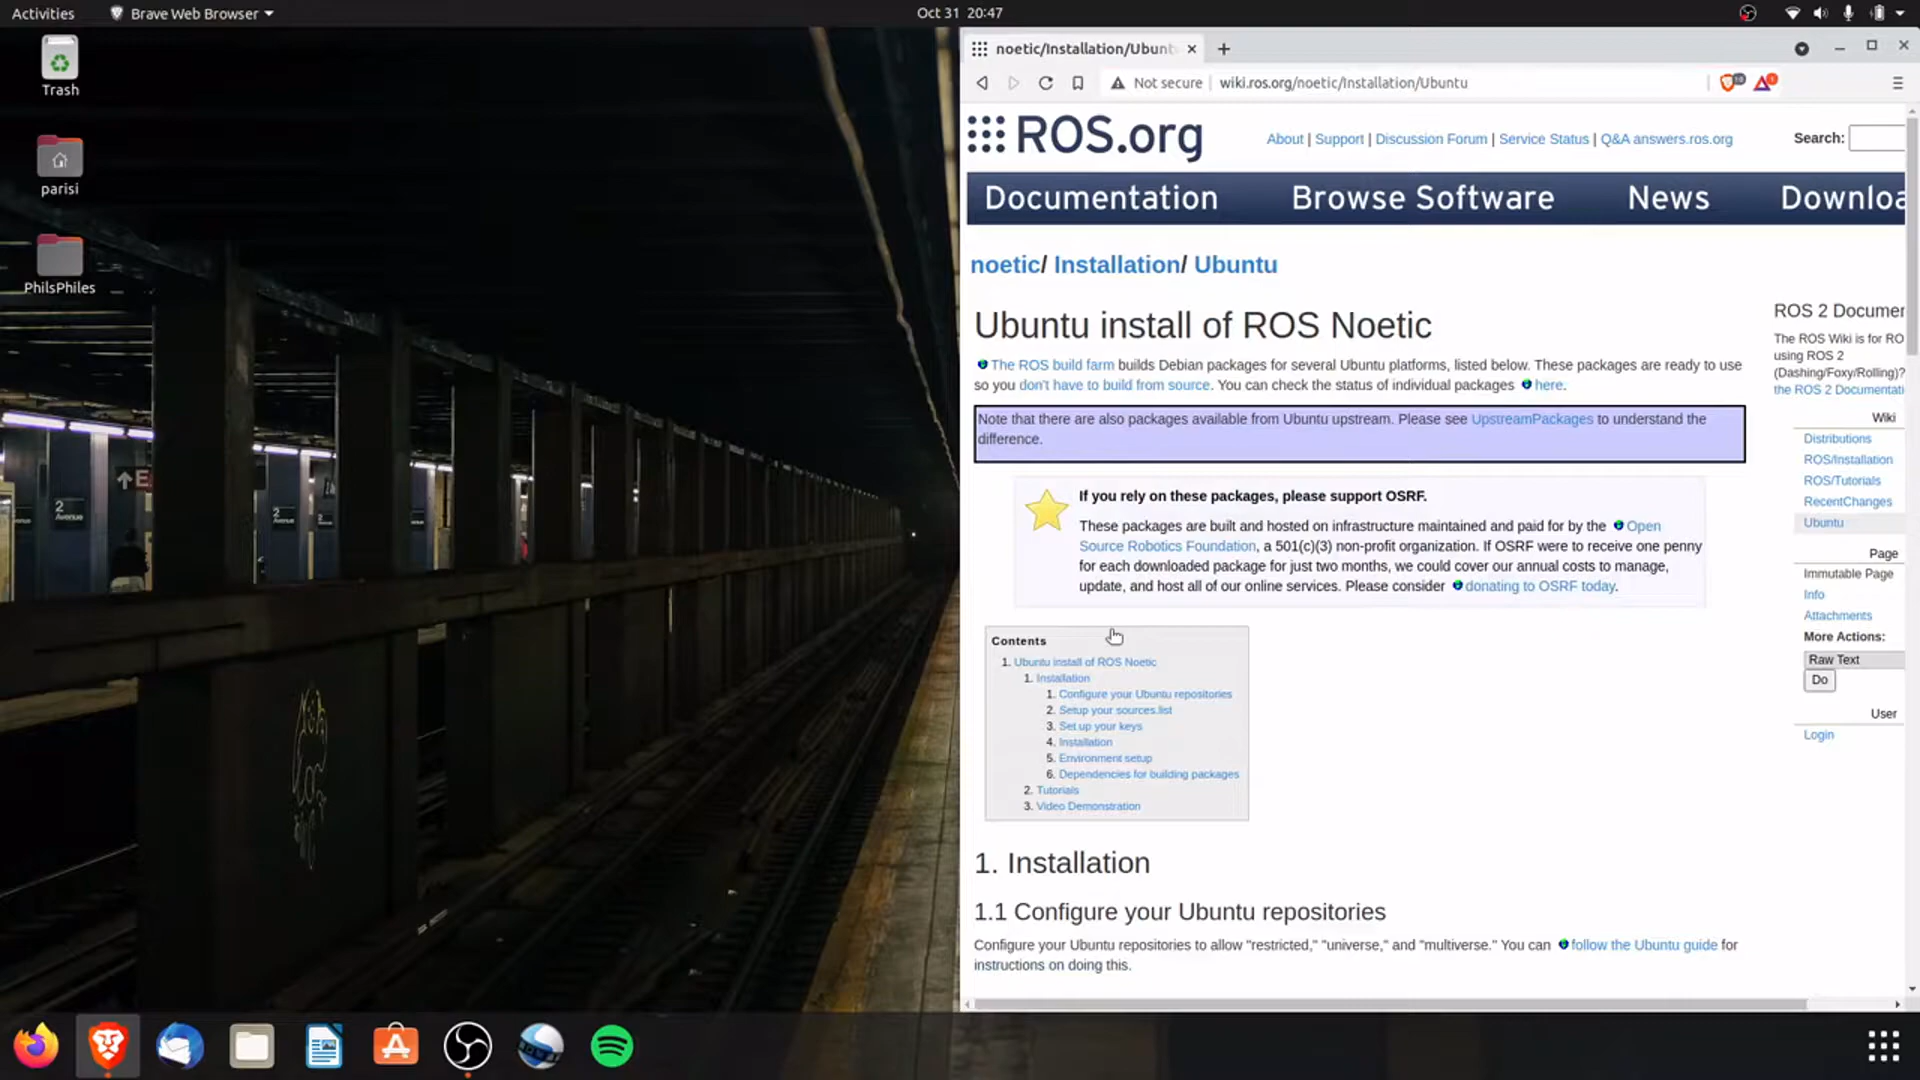 Activities
Brave Web Browser
Oct 31 20:47
Trash
parisi
PhilsPhiles
2
Avenue
2
Avenue
2
E
noetic/Installation/Ubunt
Not secure
wiki.ros.org/noetic/Installation/Ubuntu
ROS.org
About | Support | Discussion Forum | Service Status | Q&A answers.ros.org
Search:
Documentation
Browse Software
News
Downloa
noetic/ Installation/ Ubuntu
Ubuntu install of ROS Noetic
The ROS build farm builds Debian packages for several Ubuntu platforms, listed below. These packages are ready to use
so you don't have to build from source. You can check the status of individual packages here.
Note that there are also packages available from Ubuntu upstream. Please see UpstreamPackages to understand the
difference.
If you rely on these packages, please support OSRF.
These packages are built and hosted on infrastructure maintained and paid for by the Open
Source Robotics Foundation, a 501(c)(3) non-profit organization. If OSRF were to receive one penny
for each downloaded package for just two months, we could cover our annual costs to manage,
update, and host all of our online services. Please consider donating to OSRF today.
Contents
1. Ubuntu install of ROS Noetic
1. Installation
1. Configure your Ubuntu repositories
2. Setup your sources.list
3. Set up your keys
4. Installation
5. Environment setup
6. Dependencies for building packages
2. Tutorials
3. Video Demonstration
1. Installation
1.1 Configure your Ubuntu repositories
Configure your Ubuntu repositories to allow "restricted," "universe," and "multiverse." You can follow the Ubuntu guide for
instructions on doing this.
ROS 2 Documen
The ROS Wiki is for RO
using ROS 2
(Dashing/Foxy/Rolling)?
the ROS 2 Documentati
Wiki
Distributions
ROS/Installation
ROS/Tutorials
RecentChanges
Ubuntu
Page
Immutable Page
Info
Attachments
More Actions:
Raw Text
Do
User
Login